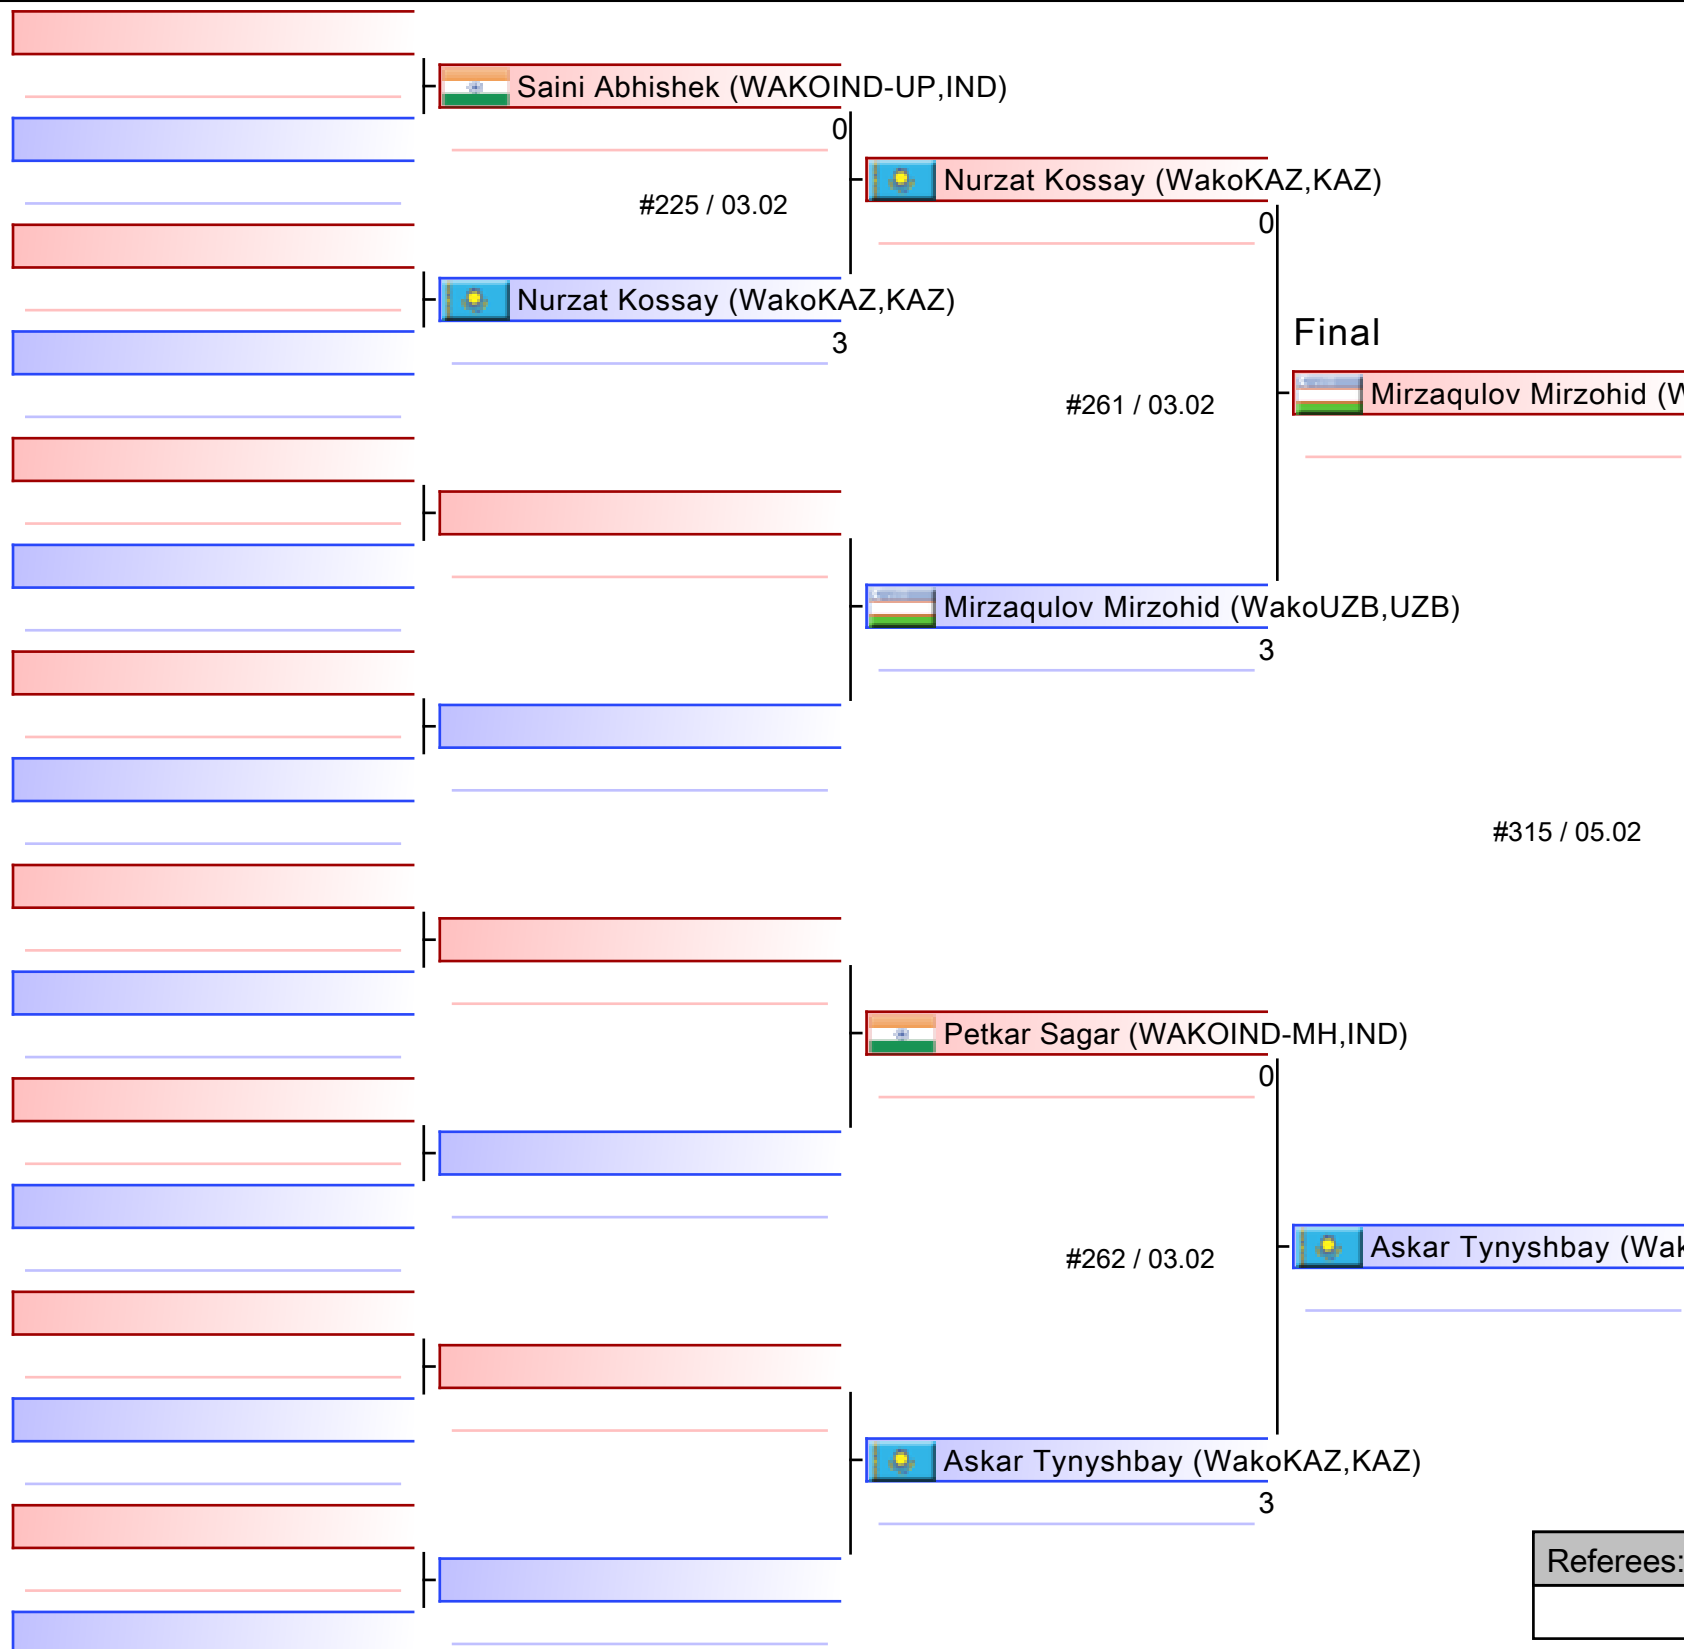 Saini Abhishek (WAKOIND-UP,IND)
0
#225 / 03.02
Nurzat Kossay (WakoKAZ,KAZ)
3
Nurzat Kossay (WakoKAZ,KAZ)
0
#261 / 03.02
Mirzaqulov Mirzohid (WakoUZB,UZB)
3
Final
Mirzaqulov Mirzohid (W
#315 / 05.02
Petkar Sagar (WAKOIND-MH,IND)
0
#262 / 03.02
Askar Tynyshbay (WakoKAZ,KAZ)
3
Askar Tynyshbay (Wak
Referees: